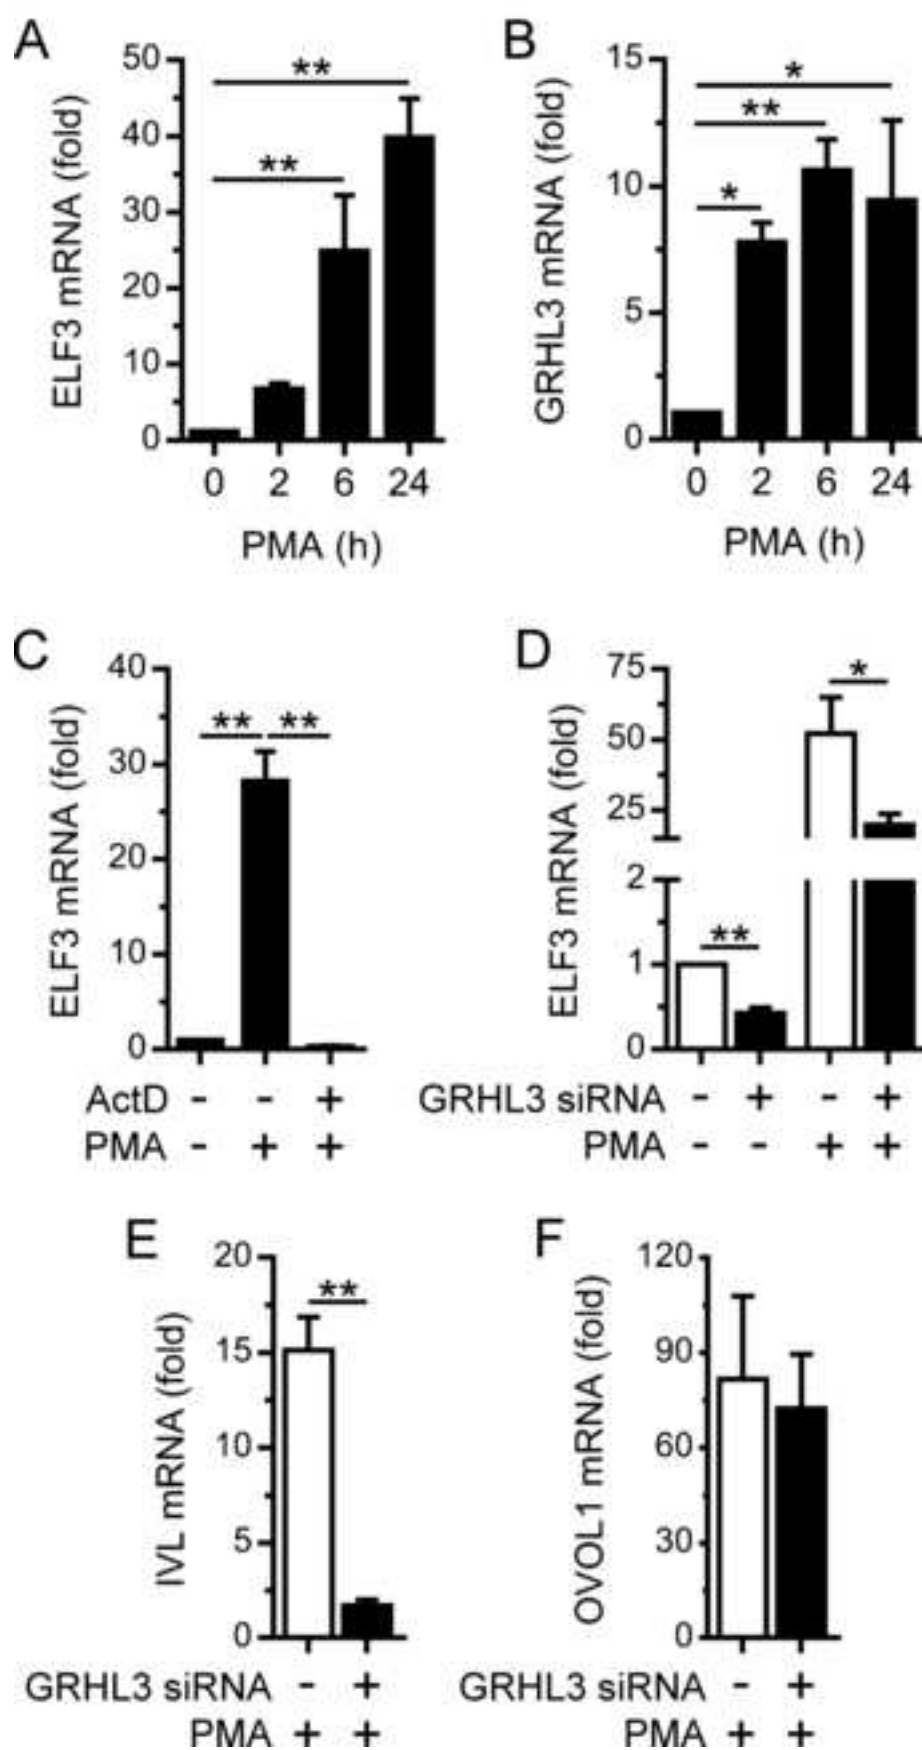 A
ELF3 mRNA (fold)
50
40
30
20
10
0
**
**
0 2 6 24
PMA (h)
B
GRHL3 mRNA (fold)
15
10
5
0
*
**
*
0 2 6 24
PMA (h)
C
ELF3 mRNA (fold)
40
30
20
10
0
** **
ActD - - +
PMA - + +
D
ELF3 mRNA (fold)
75
50
25
2
1
0
*
**
GRHL3 siRNA - + - +
PMA - - + +
E
IVL mRNA (fold)
20
15
10
5
0
**
GRHL3 siRNA - +
PMA + +
F
OVOL1 mRNA (fold)
120
90
60
30
0
GRHL3 siRNA - +
PMA + +